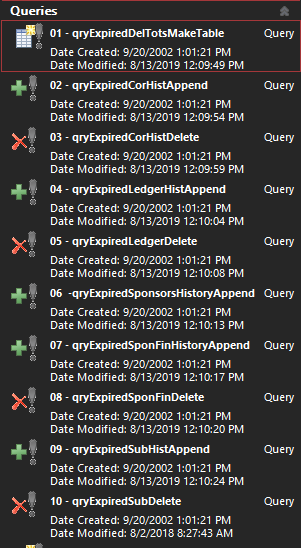 Queries
01 - qryExpiredDelTotsMakeTable Query
Date Created: 9/20/2002 1:01:21 PM
Date Modified: 8/13/2019 12:09:49 PM
02 - qryExpiredCorHistAppend Query
Date Created: 9/20/2002 1:01:21 PM
Date Modified: 8/13/2019 12:09:54 PM
03 - qryExpiredCorHistDelete Query
Date Created: 9/20/2002 1:01:21 PM
Date Modified: 8/13/2019 12:09:59 PM
04 - qryExpiredLedgerHistAppend Query
Date Created: 9/20/2002 1:01:21 PM
Date Modified: 8/13/2019 12:10:04 PM
05 - qryExpiredLedgerDelete Query
Date Created: 9/20/2002 1:01:21 PM
Date Modified: 8/13/2019 12:10:08 PM
06  -qryExpiredSponsorsHistoryAppend Query
Date Created: 9/20/2002 1:01:21 PM
Date Modified: 8/13/2019 12:10:13 PM
07 - qryExpiredSponFinHistoryAppend Query
Date Created: 9/20/2002 1:01:21 PM
Date Modified: 8/13/2019 12:10:17 PM
08 - qryExpiredSponFinDelete Query
Date Created: 9/20/2002 1:01:21 PM
Date Modified: 8/13/2019 12:10:20 PM
09 - qryExpiredSubHistAppend Query
Date Created: 9/20/2002 1:01:21 PM
Date Modified: 8/13/2019 12:10:24 PM
10 - qryExpiredSubDelete Query
Date Created: 9/20/2002 1:01:21 PM
Date Modified: 8/2/2018 8:27:43 AM